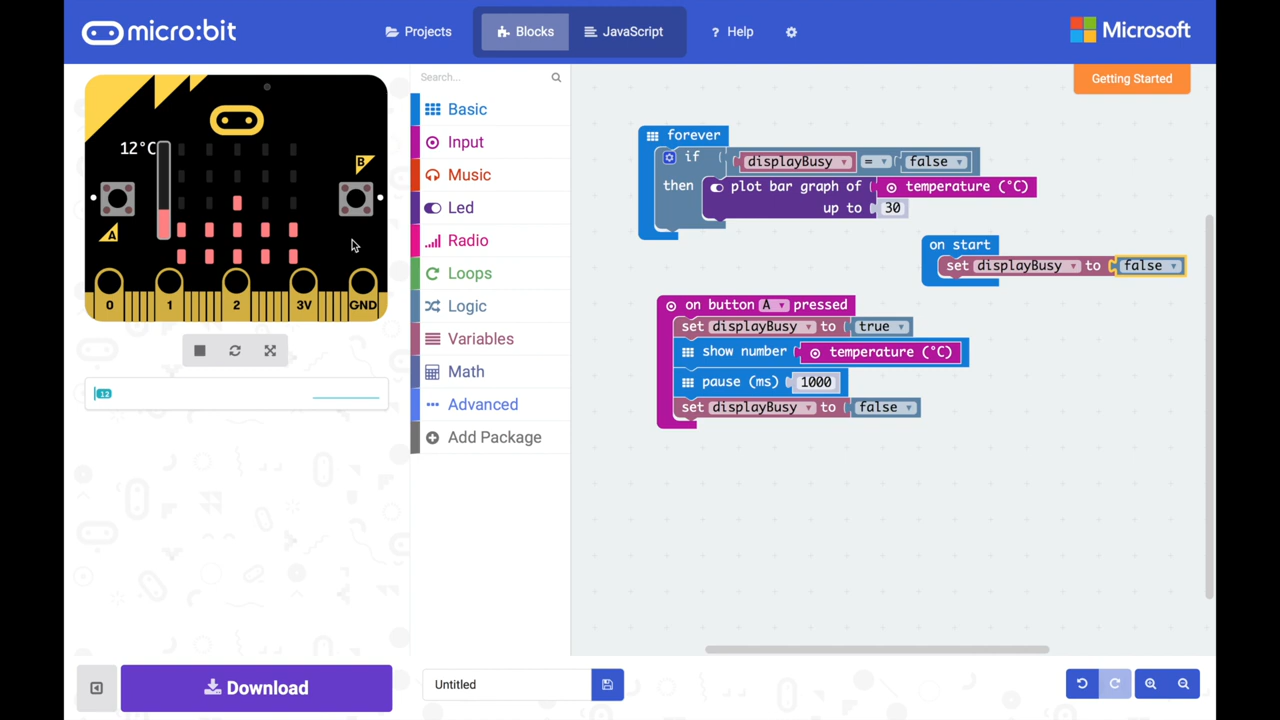 micro:bit
Projects
Blocks
JavaScript
? Help
Microsoft
Getting Started
12°C
B
A
0 1 2 3V GND
12
Search...
Basic
Input
Music
Led
Radio
Loops
Logic
Variables
Math
Advanced
Add Package
forever
if displayBusy = false
then plot bar graph of temperature (°C)
up to 30
on start
set displayBusy to false
on button A pressed
set displayBusy to true
show number temperature (°C)
pause (ms) 1000
set displayBusy to false
Download
Untitled